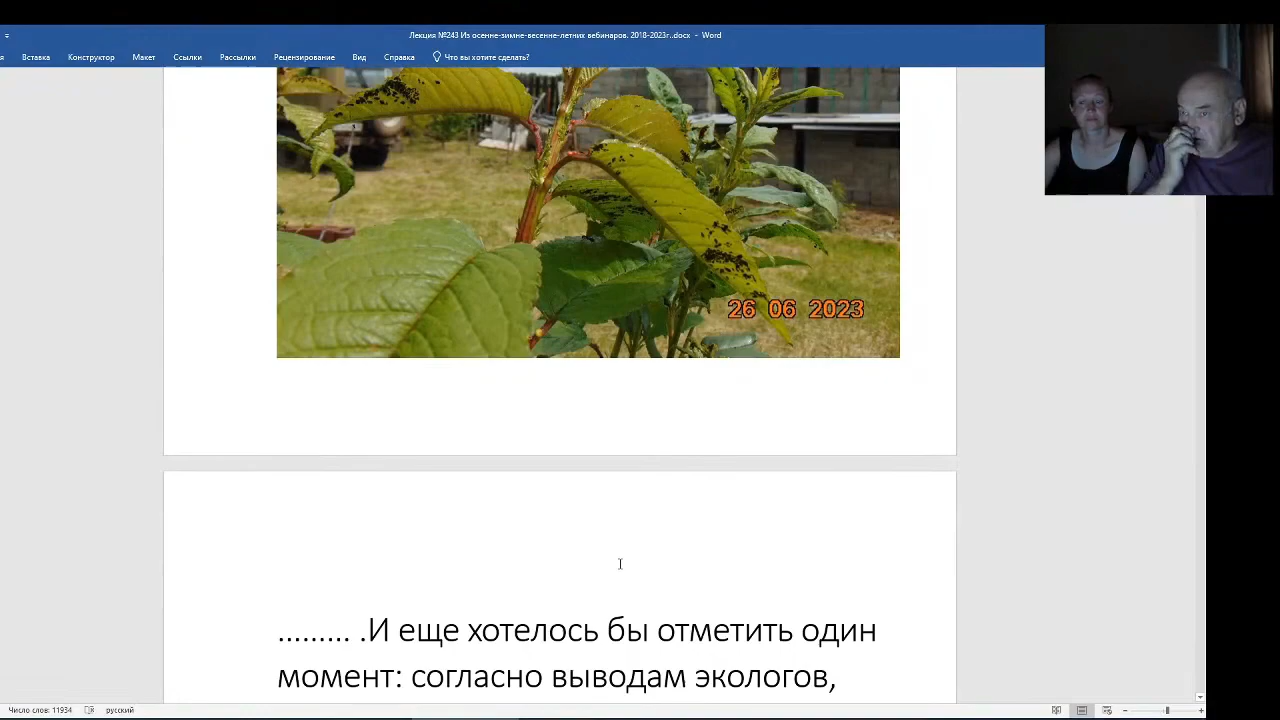 Лекция №243 Из осенне-зимне-весенне-летних вебинаров. 2018-2023г..docx - Word
я Вставка Конструктор Макет Ссылки Рассылки Рецензирование Вид Справка Что вы хотите сделать?
26 06 2023
......... .И еще хотелось бы отметить один
момент: согласно выводам экологов,
Число слов: 11934 русский